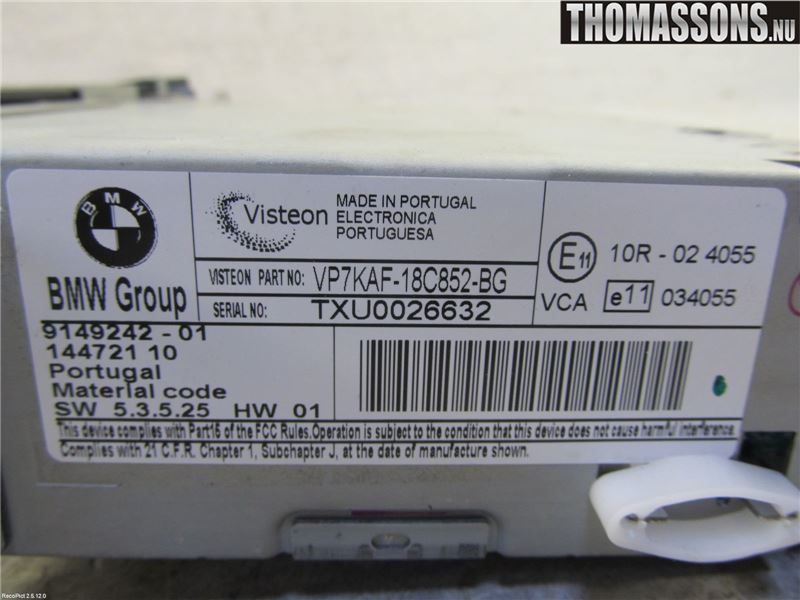 THOMASSONS.NU
BMW
BMW Group
Visteon
MADE IN PORTUGAL
ELECTRONICA
PORTUGUESA
VISTEON PART NO: VP7KAF-18C852-BG
SERIAL NO: TXU0026632
E11 10R - 02 4055
VCA e11 034055
9149242 - 01
144721 10
Portugal
Material code
SW 5.3.5.25 HW 01
This device complies with Part15 of the FCC Rules.Operation is subject to the condition that this device does not cause harmful interference.
Complies with 21 C.F.R. Chapter 1, Subchapter J, at the date of manufacture shown.
RecoPict 2.5.12.0